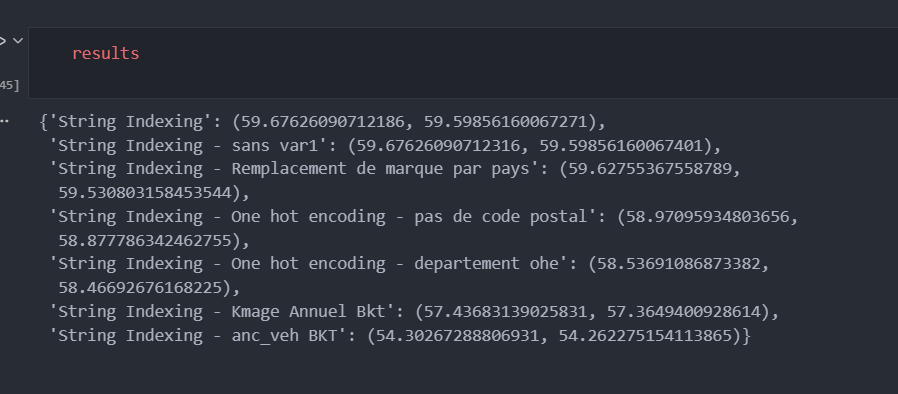 results
45]
{'String Indexing': (59.67626090712186, 59.59856160067271),
'String Indexing - sans var1': (59.67626090712316, 59.59856160067401),
'String Indexing - Remplacement de marque par pays': (59.62755367558789,
59.530803158453544),
'String Indexing - One hot encoding - pas de code postal': (58.97095934803656,
58.877786342462755),
'String Indexing - One hot encoding - departement ohe': (58.53691086873382,
58.46692676168225),
'String Indexing - Kmage Annuel Bkt': (57.43683139025831, 57.3649400928614),
'String Indexing - anc_veh BKT': (54.30267288806931, 54.262275154113865)}